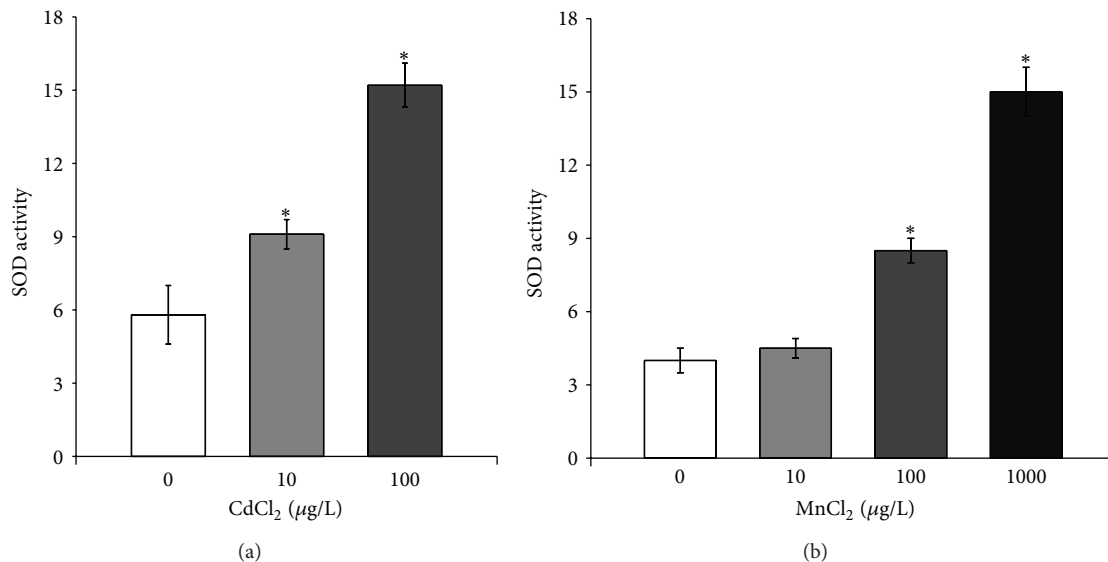 18
15
12
9
6
3
0
SOD activity
*
*
0 10 100
CdCl₂ (μg/L)
(a)
18
15
12
9
6
3
0
SOD activity
*
*
0 10 100 1000
MnCl₂ (μg/L)
(b)